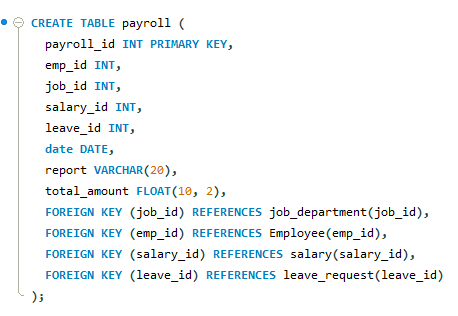 CREATE TABLE payroll (
payroll_id INT PRIMARY KEY,
emp_id INT,
job_id INT,
salary_id INT,
leave_id INT,
date DATE,
report VARCHAR(20),
total_amount FLOAT(10, 2),
FOREIGN KEY (job_id) REFERENCES job_department(job_id),
FOREIGN KEY (emp_id) REFERENCES Employee(emp_id),
FOREIGN KEY (salary_id) REFERENCES salary(salary_id),
FOREIGN KEY (leave_id) REFERENCES leave_request(leave_id)
);